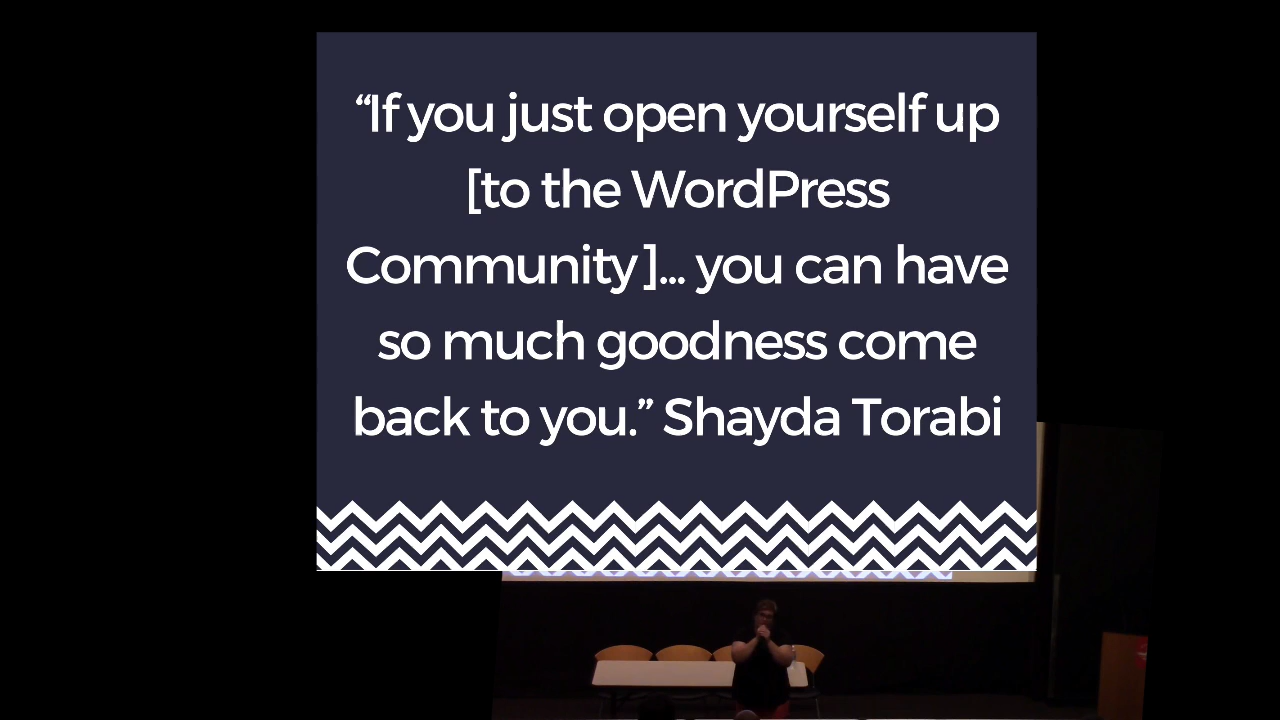 “If you just open yourself up
[to the WordPress
Community]... you can have
so much goodness come
back to you.” Shayda Torabi